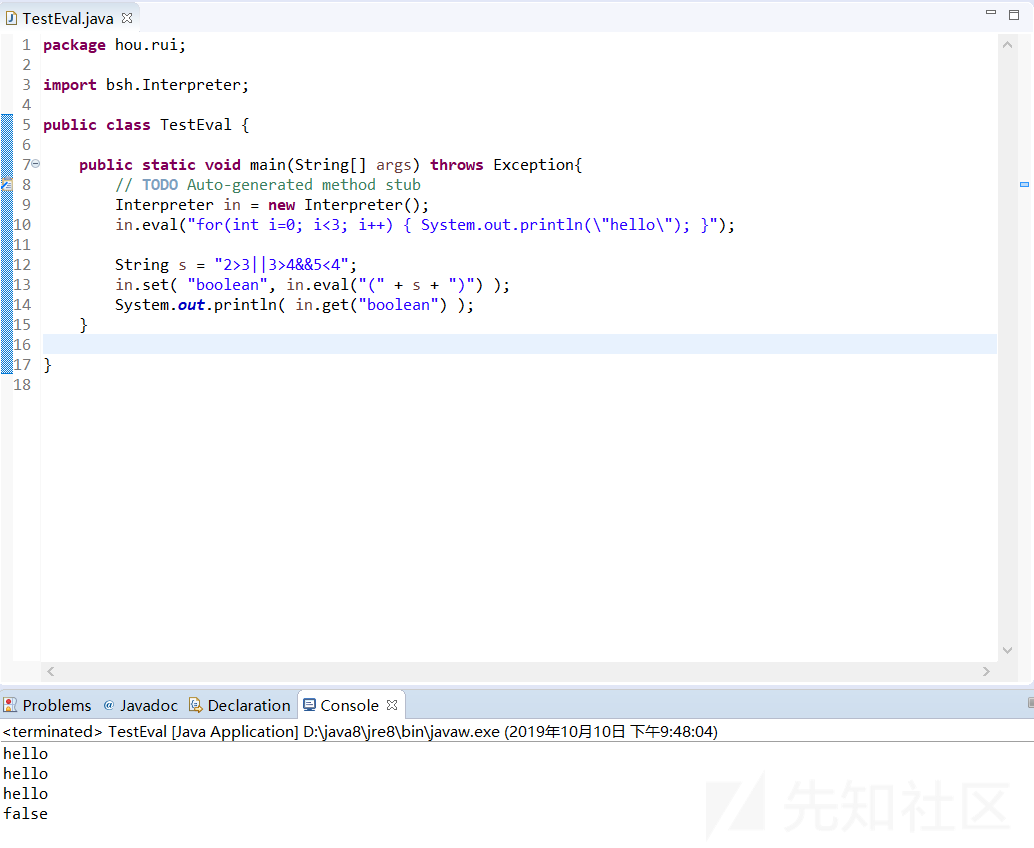 TestEval.java
1 package hou.rui;
2
3 import bsh.Interpreter;
4
5 public class TestEval {
6
7     public static void main(String[] args) throws Exception{
8         // TODO Auto-generated method stub
9         Interpreter in = new Interpreter();
10         in.eval("for(int i=0; i<3; i++) { System.out.println(\"hello\"); }");
11
12         String s = "2>3||3>4&&5<4";
13         in.set( "boolean", in.eval("(" + s + ")") );
14         System.out.println( in.get("boolean") );
15     }
16
17 }
18
Problems @ Javadoc Declaration Console
<terminated> TestEval [Java Application] D:\java8\jre8\bin\javaw.exe (2019年10月10日 下午9:48:04)
hello
hello
hello
false
先知社区